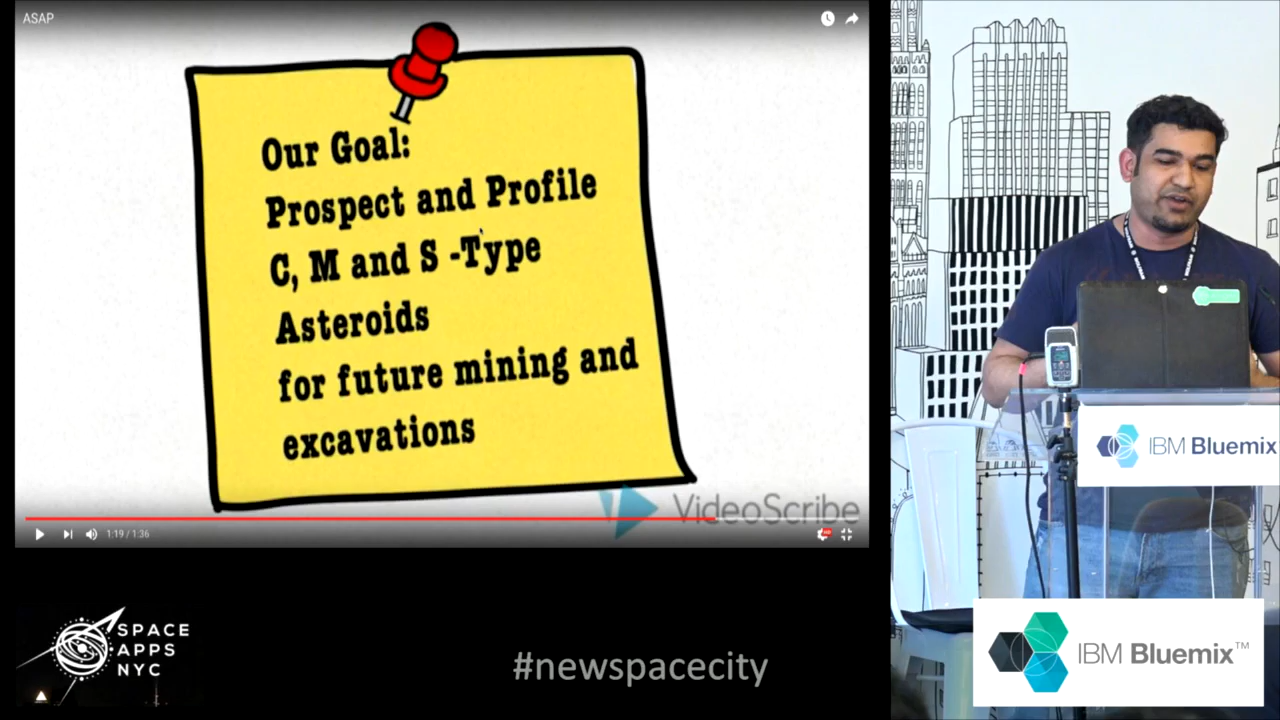 ASAP
Our Goal:
Prospect and Profile
C, M and S -Type
Asteroids
for future mining and
excavations
VideoScribe
1:19 / 1:36
SPACE
APPS
NYC
#newspacecity
IBM Bluemix
IBM Bluemix™